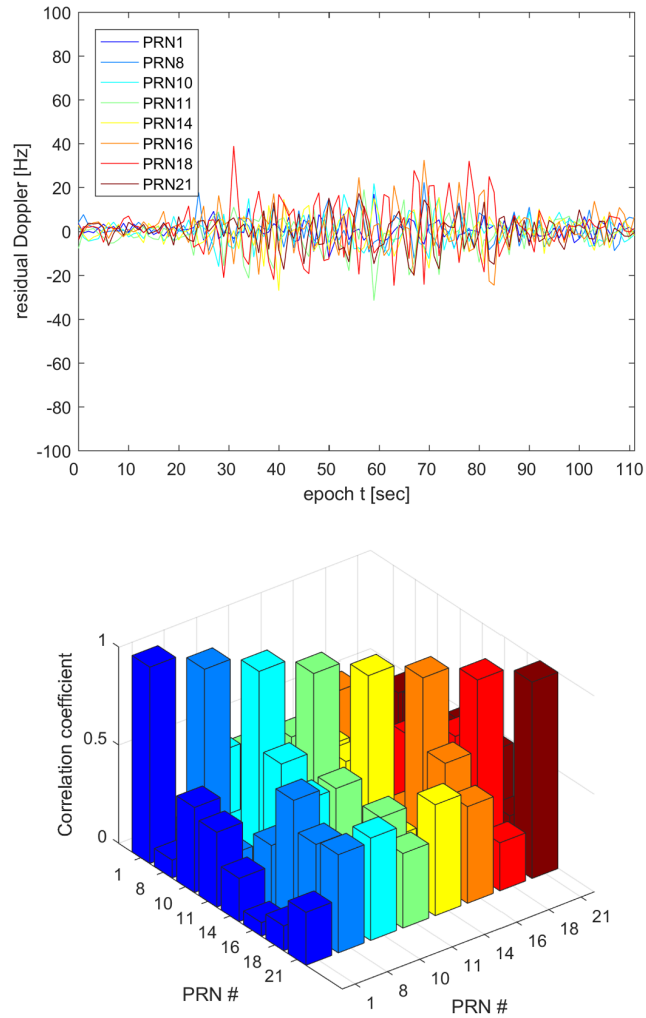 100
80
60
40
20
0
-20
-40
-60
-80
-100
residual Doppler [Hz]
PRN1
PRN8
PRN10
PRN11
PRN14
PRN16
PRN18
PRN21
0 10 20 30 40 50 60 70 80 90 100 110
epoch t [sec]
1
0.5
0
Correlation coefficient
1
8
10
11
14
16
18
21
PRN #
1
8
10
11
14
16
18
21
PRN #